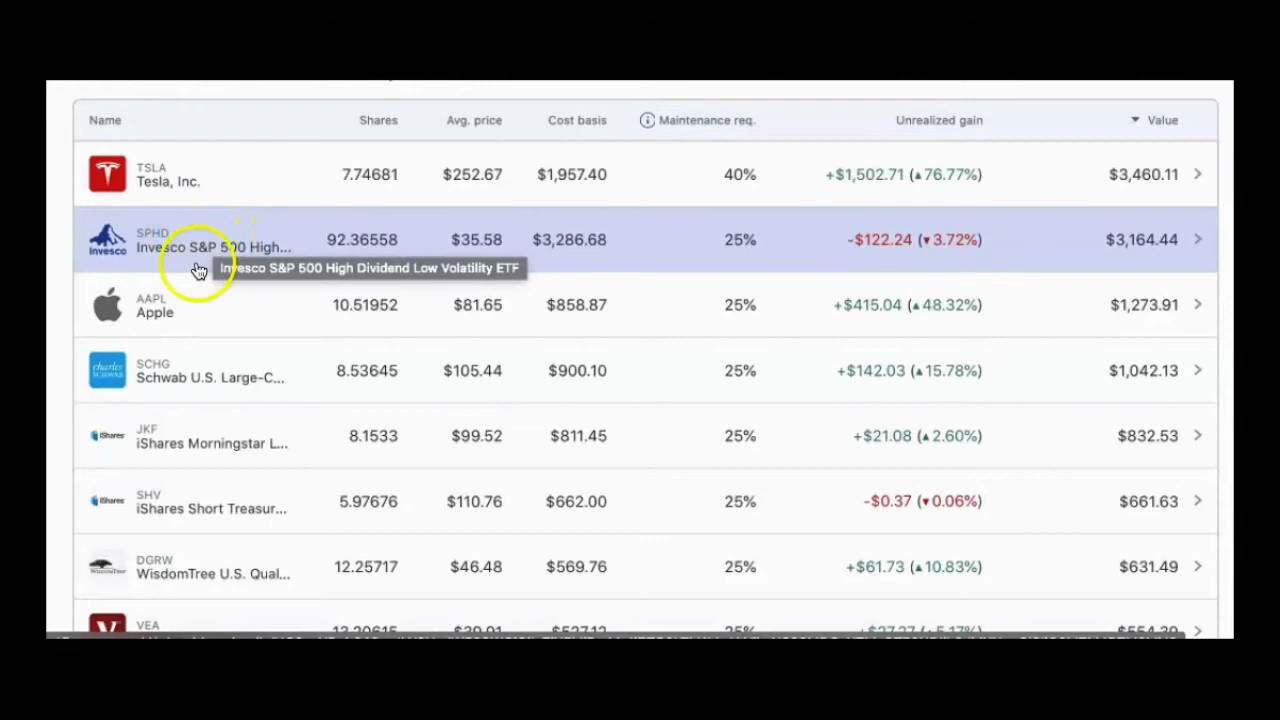 Name Shares Avg. price Cost basis Maintenance req. Unrealized gain Value
TSLA
Tesla, Inc. 7.74681 $252.67 $1,957.40 40% +$1,502.71 (▲76.77%) $3,460.11
SPHD
Invesco S&P 500 High... 92.36558 $35.58 $3,286.68 25% -$122.24 (▼3.72%) $3,164.44
Invesco
Invesco S&P 500 High Dividend Low Volatility ETF
AAPL
Apple 10.51952 $81.65 $858.87 25% +$415.04 (▲48.32%) $1,273.91
charles
SCHWAB
SCHG
Schwab U.S. Large-C... 8.53645 $105.44 $900.10 25% +$142.03 (▲15.78%) $1,042.13
iShares
JKF
iShares Morningstar L... 8.1533 $99.52 $811.45 25% +$21.08 (▲2.60%) $832.53
iShares
SHV
iShares Short Treasur... 5.97676 $110.76 $662.00 25% -$0.37 (▼0.06%) $661.63
WisdomTree
DGRW
WisdomTree U.S. Qual... 12.25717 $46.48 $569.76 25% +$61.73 (▲10.83%) $631.49
VEA